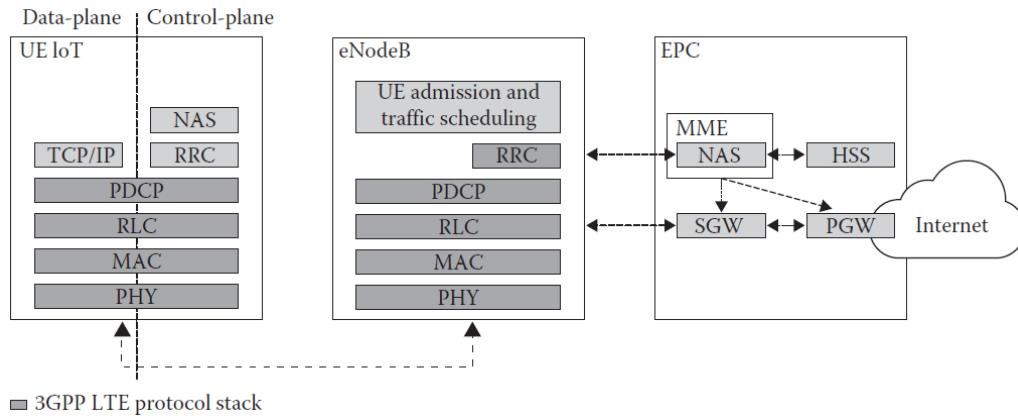 Data-plane
Control-plane
UE loT
NAS
TCP/IP
RRC
PDCP
RLC
MAC
PHY
eNodeB
UE admission and
traffic scheduling
RRC
PDCP
RLC
MAC
PHY
EPC
MME
NAS
HSS
SGW
PGW
Internet
3GPP LTE protocol stack